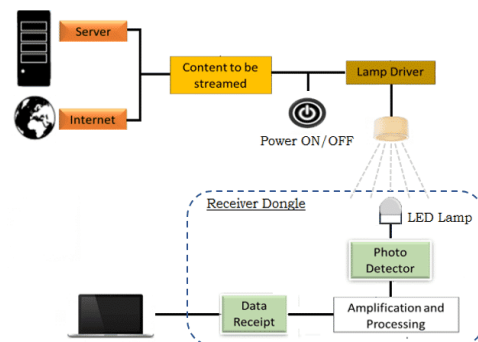 Server
Content to be
streamed
Lamp Driver
Internet
Power ON/OFF
Receiver Dongle
LED Lamp
Photo
Detector
Data
Receipt
Amplification and
Processing